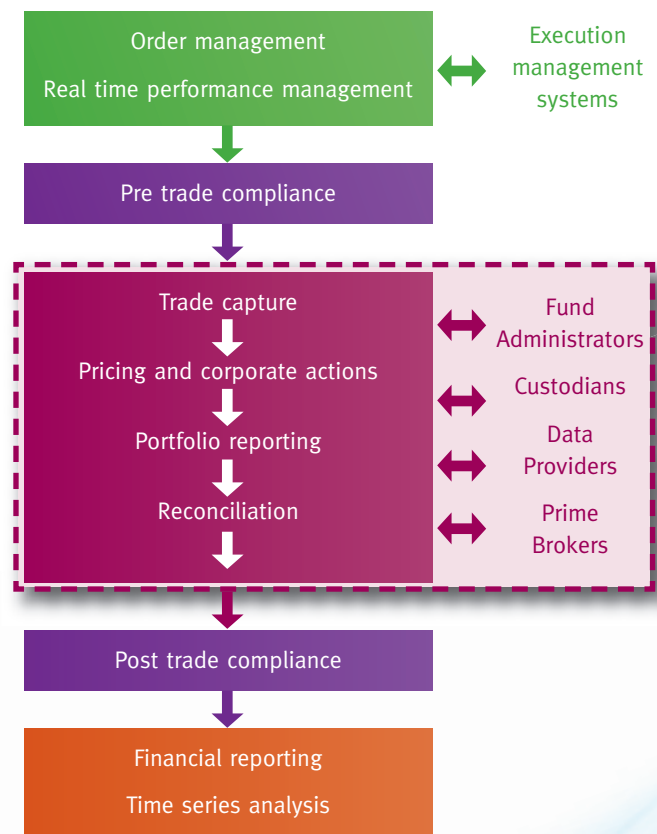 Order management
Real time performance management
Execution
management
systems
Pre trade compliance
Trade capture
Pricing and corporate actions
Portfolio reporting
Reconciliation
Fund
Administrators
Custodians
Data
Providers
Prime
Brokers
Post trade compliance
Financial reporting
Time series analysis